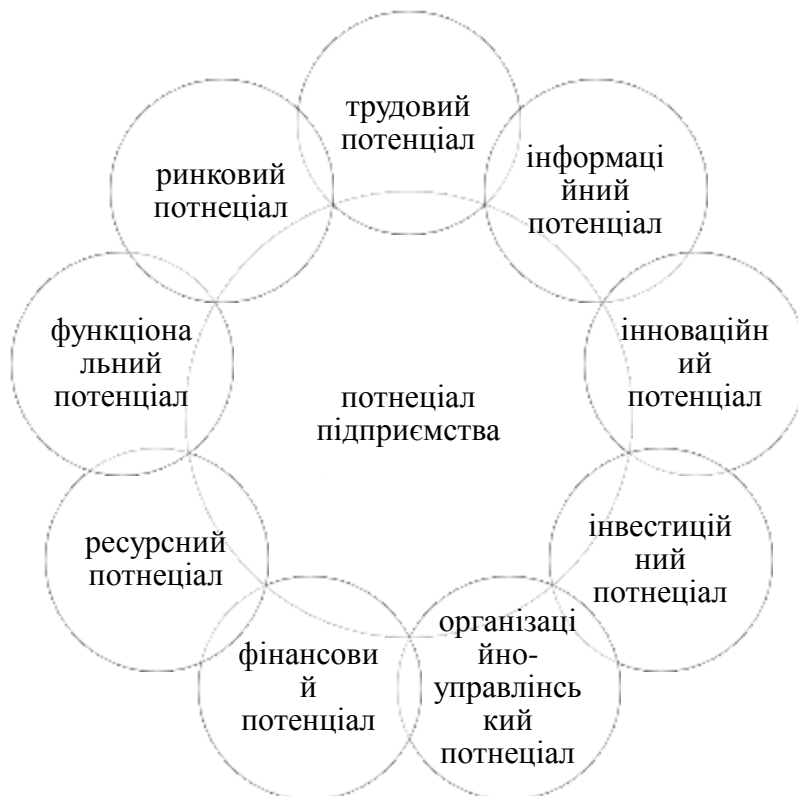 трудовий
потенціал
інформаці
йний
потенціал
інноваційн
ий
потенціал
інвестицій
ний
потнеціал
організаці
йно-
управлінсь
кий
потнеціал
фінансови
й
потенціал
ресурсний
потнеціал
функціона
льний
потенціал
ринковий
потнеціал
потнеціал
підприємства